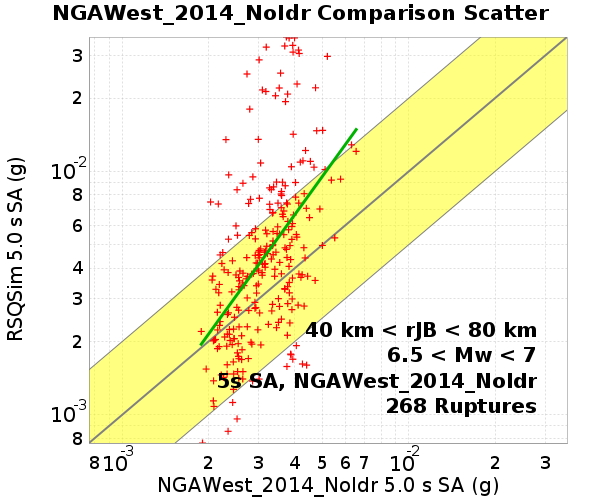 NGAWest_2014_NoIdr Comparison Scatter
3
2
10-2
8
6
4
3
2
10-3
8
RSQSim 5.0 s SA (g)
40 km < rJB < 80 km
6.5 < Mw < 7
5s SA, NGAWest_2014_NoIdr
268 Ruptures
8 10-3 2 3 4 5 6 7 10-2 2 3
NGAWest_2014_NoIdr 5.0 s SA (g)